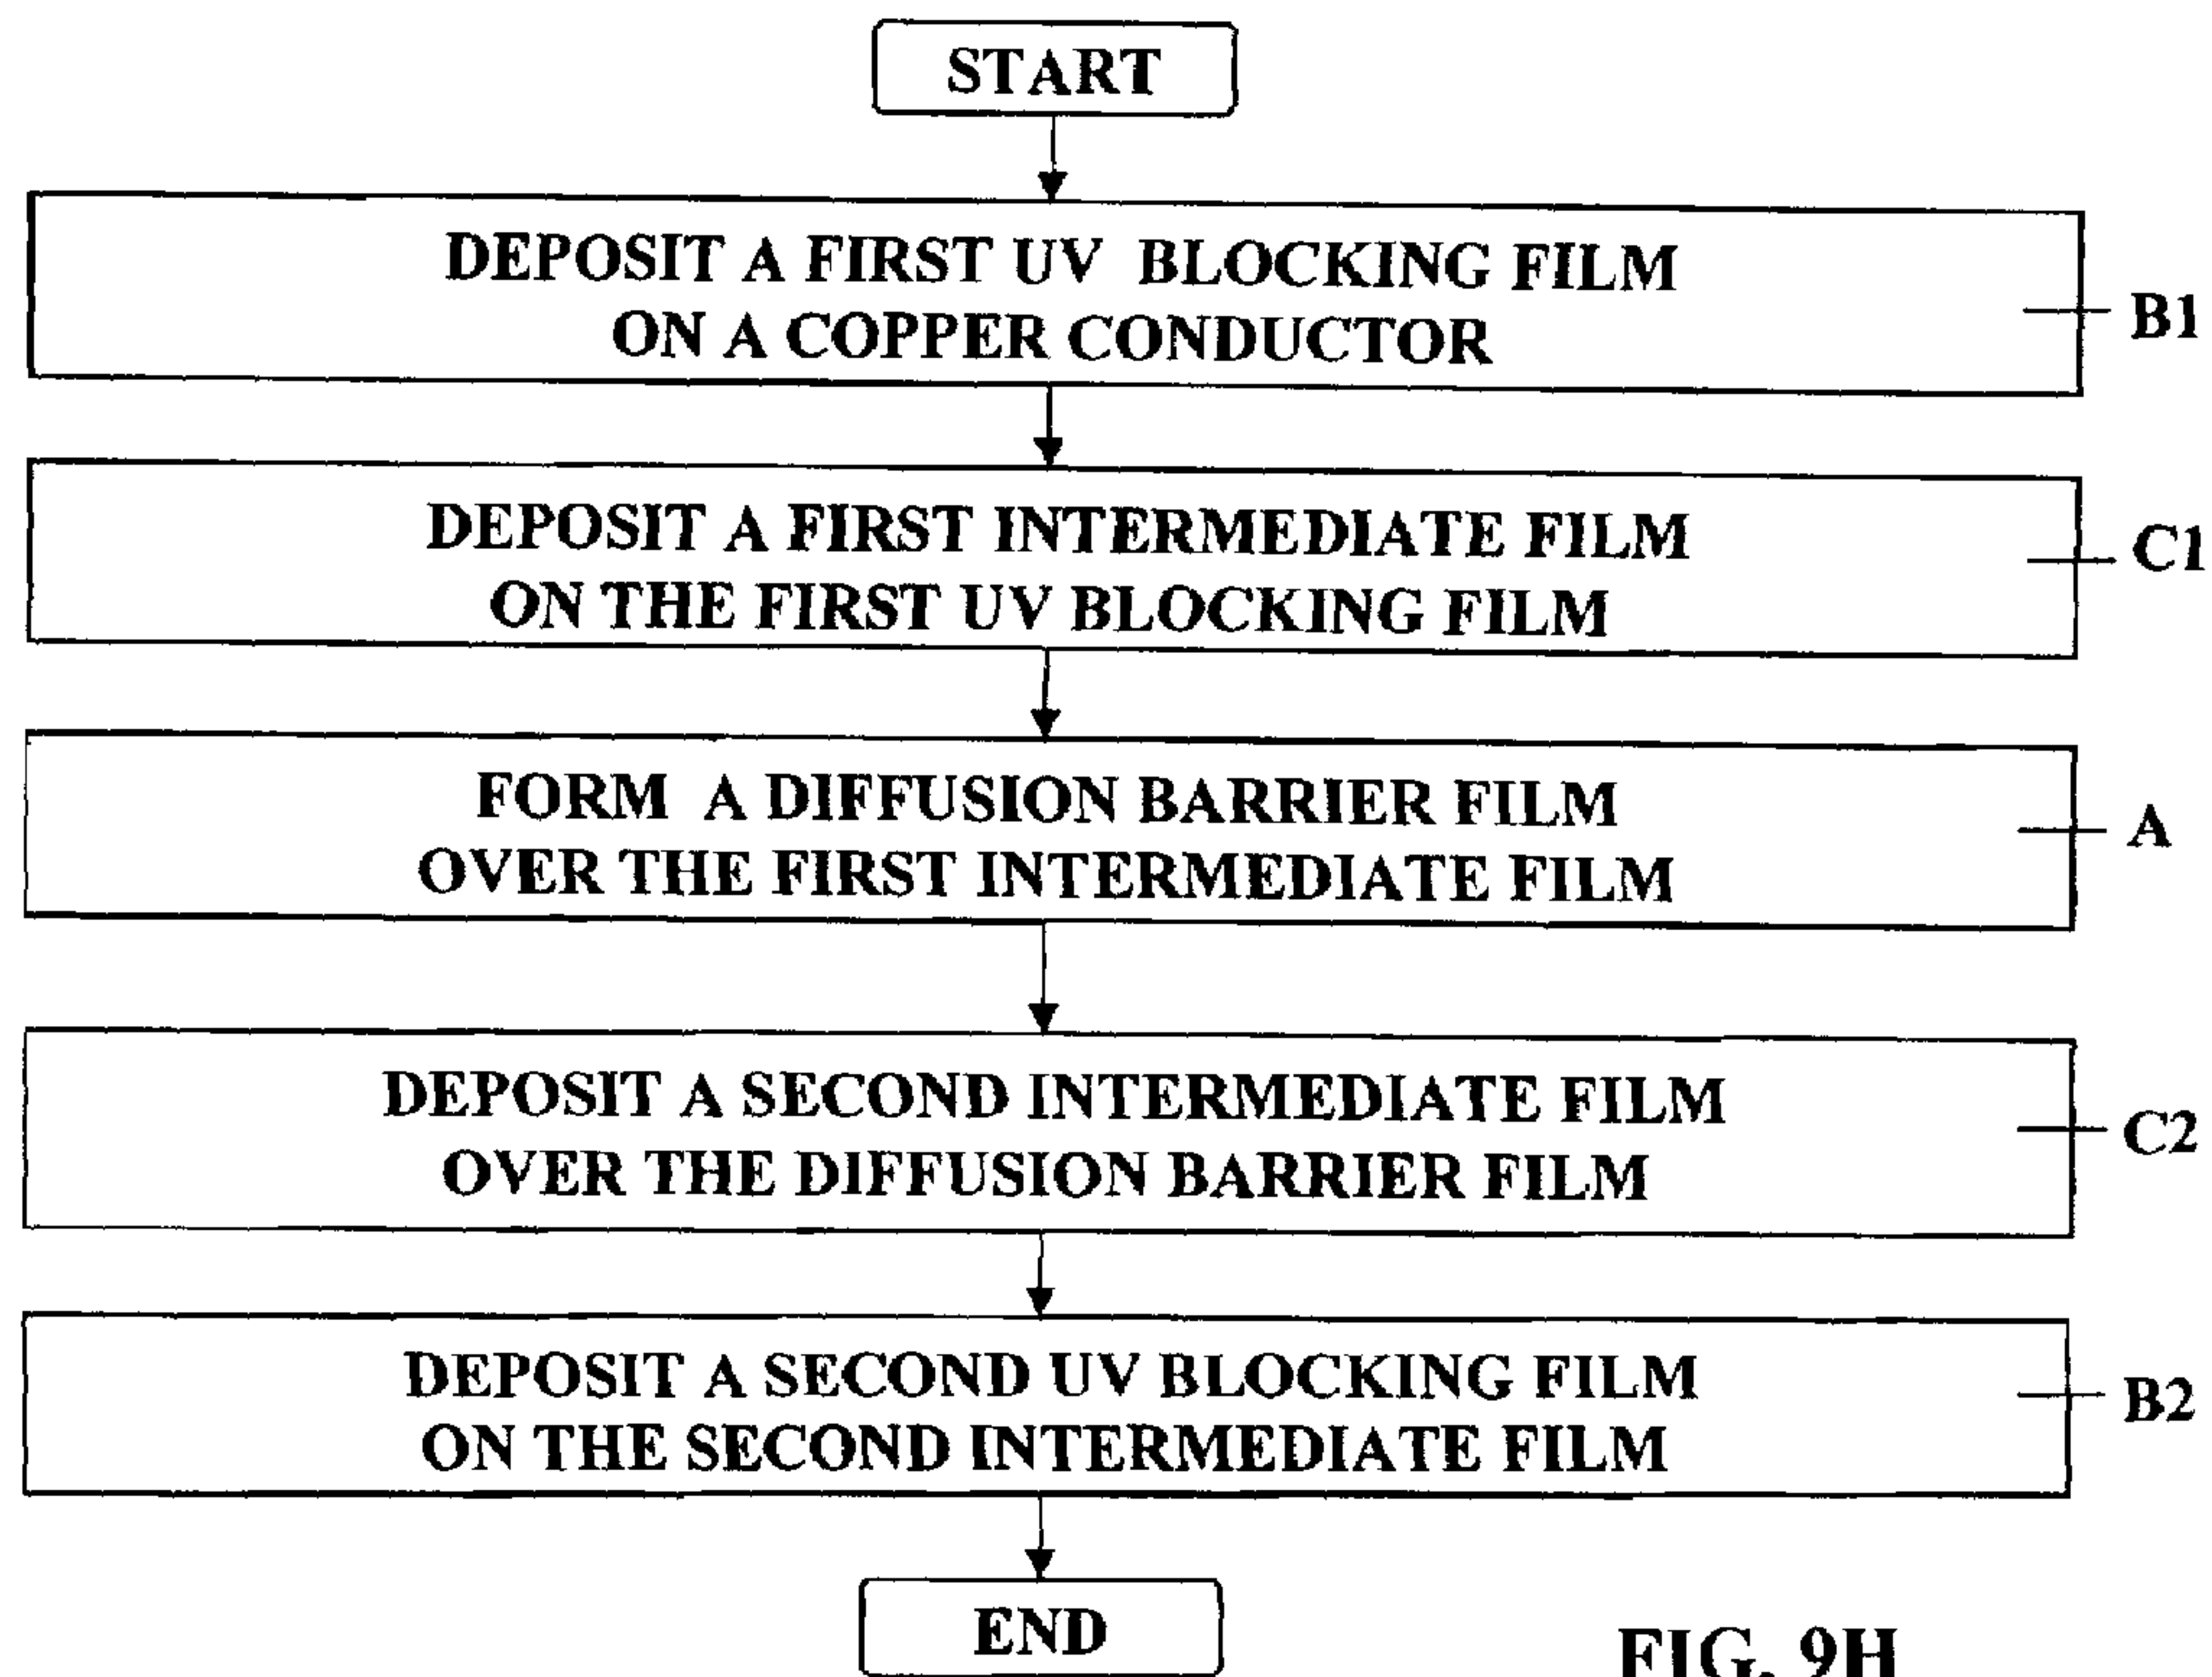 START
DEPOSIT A FIRST UV BLOCKING FILM
ON A COPPER CONDUCTOR
B1
DEPOSIT A FIRST INTERMEDIATE FILM
ON THE FIRST UV BLOCKING FILM
C1
FORM A DIFFUSION BARRIER FILM
OVER THE FIRST INTERMEDIATE FILM
A
DEPOSIT A SECOND INTERMEDIATE FILM
OVER THE DIFFUSION BARRIER FILM
C2
DEPOSIT A SECOND UV BLOCKING FILM
ON THE SECOND INTERMEDIATE FILM
B2
END
FIG. 9H